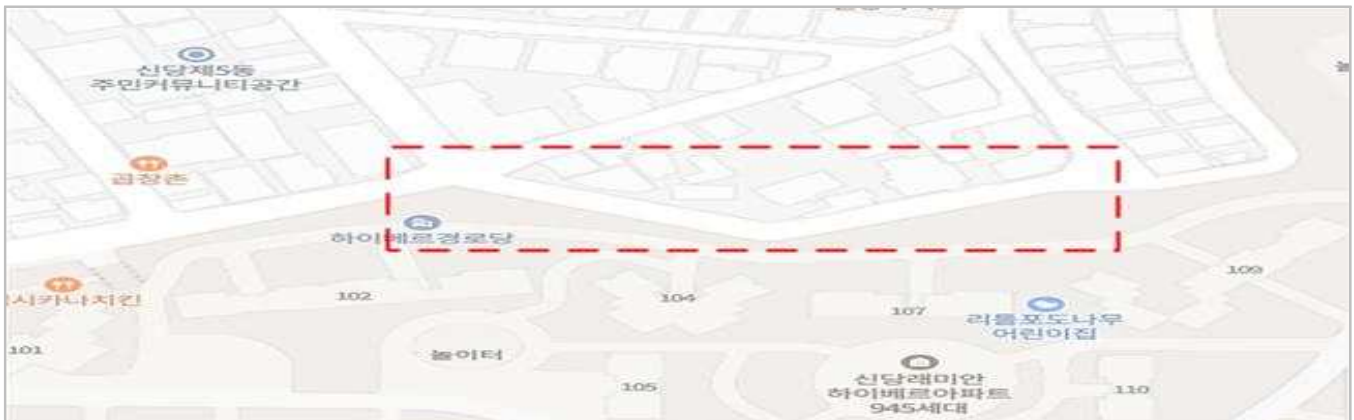 신당제5동
주민커뮤니티공간
곱창촌
하이베르경로당
시카나치킨
102
104
107
109
리틀포도나무
어린이집
101
놀이터
105
신당래미안
하이베르아파트
945세대
110